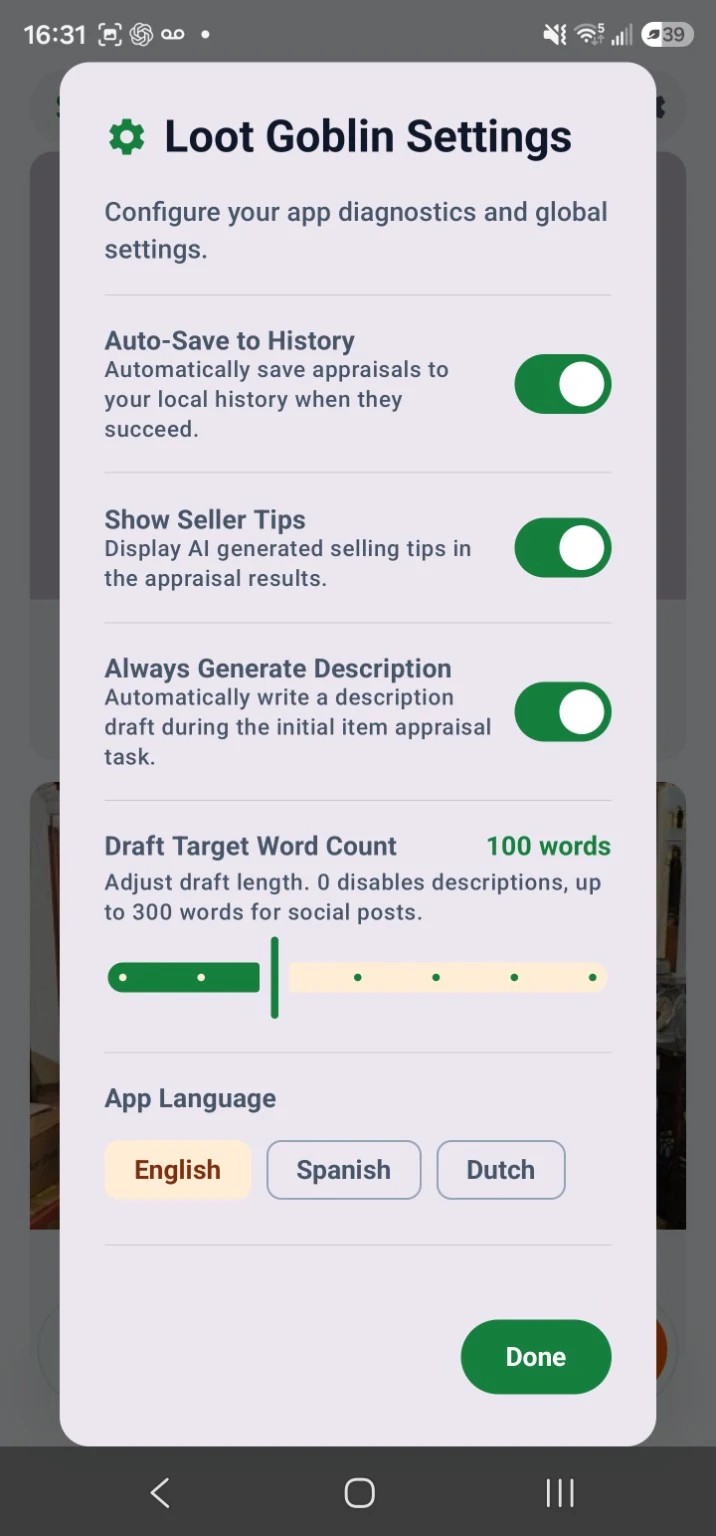 16:31
5
39
Loot Goblin Settings
Configure your app diagnostics and global
settings.
Auto-Save to History
Automatically save appraisals to
your local history when they
succeed.
Show Seller Tips
Display AI generated selling tips in
the appraisal results.
Always Generate Description
Automatically write a description
draft during the initial item appraisal
task.
Draft Target Word Count 100 words
Adjust draft length. 0 disables descriptions, up
to 300 words for social posts.
App Language
English Spanish Dutch
Done